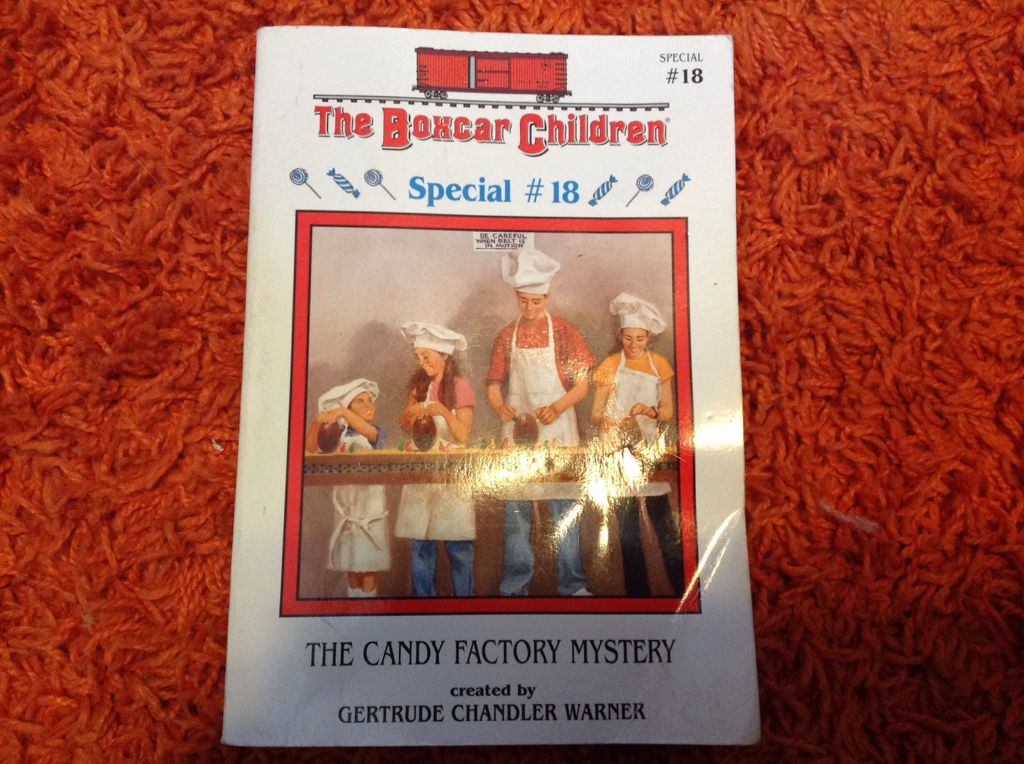 SPECIAL
#18
The Boxcar Children®
Special #18
BE CAREFUL
WHEN BELT IS
IN MOTION
THE CANDY FACTORY MYSTERY
created by
GERTRUDE CHANDLER WARNER